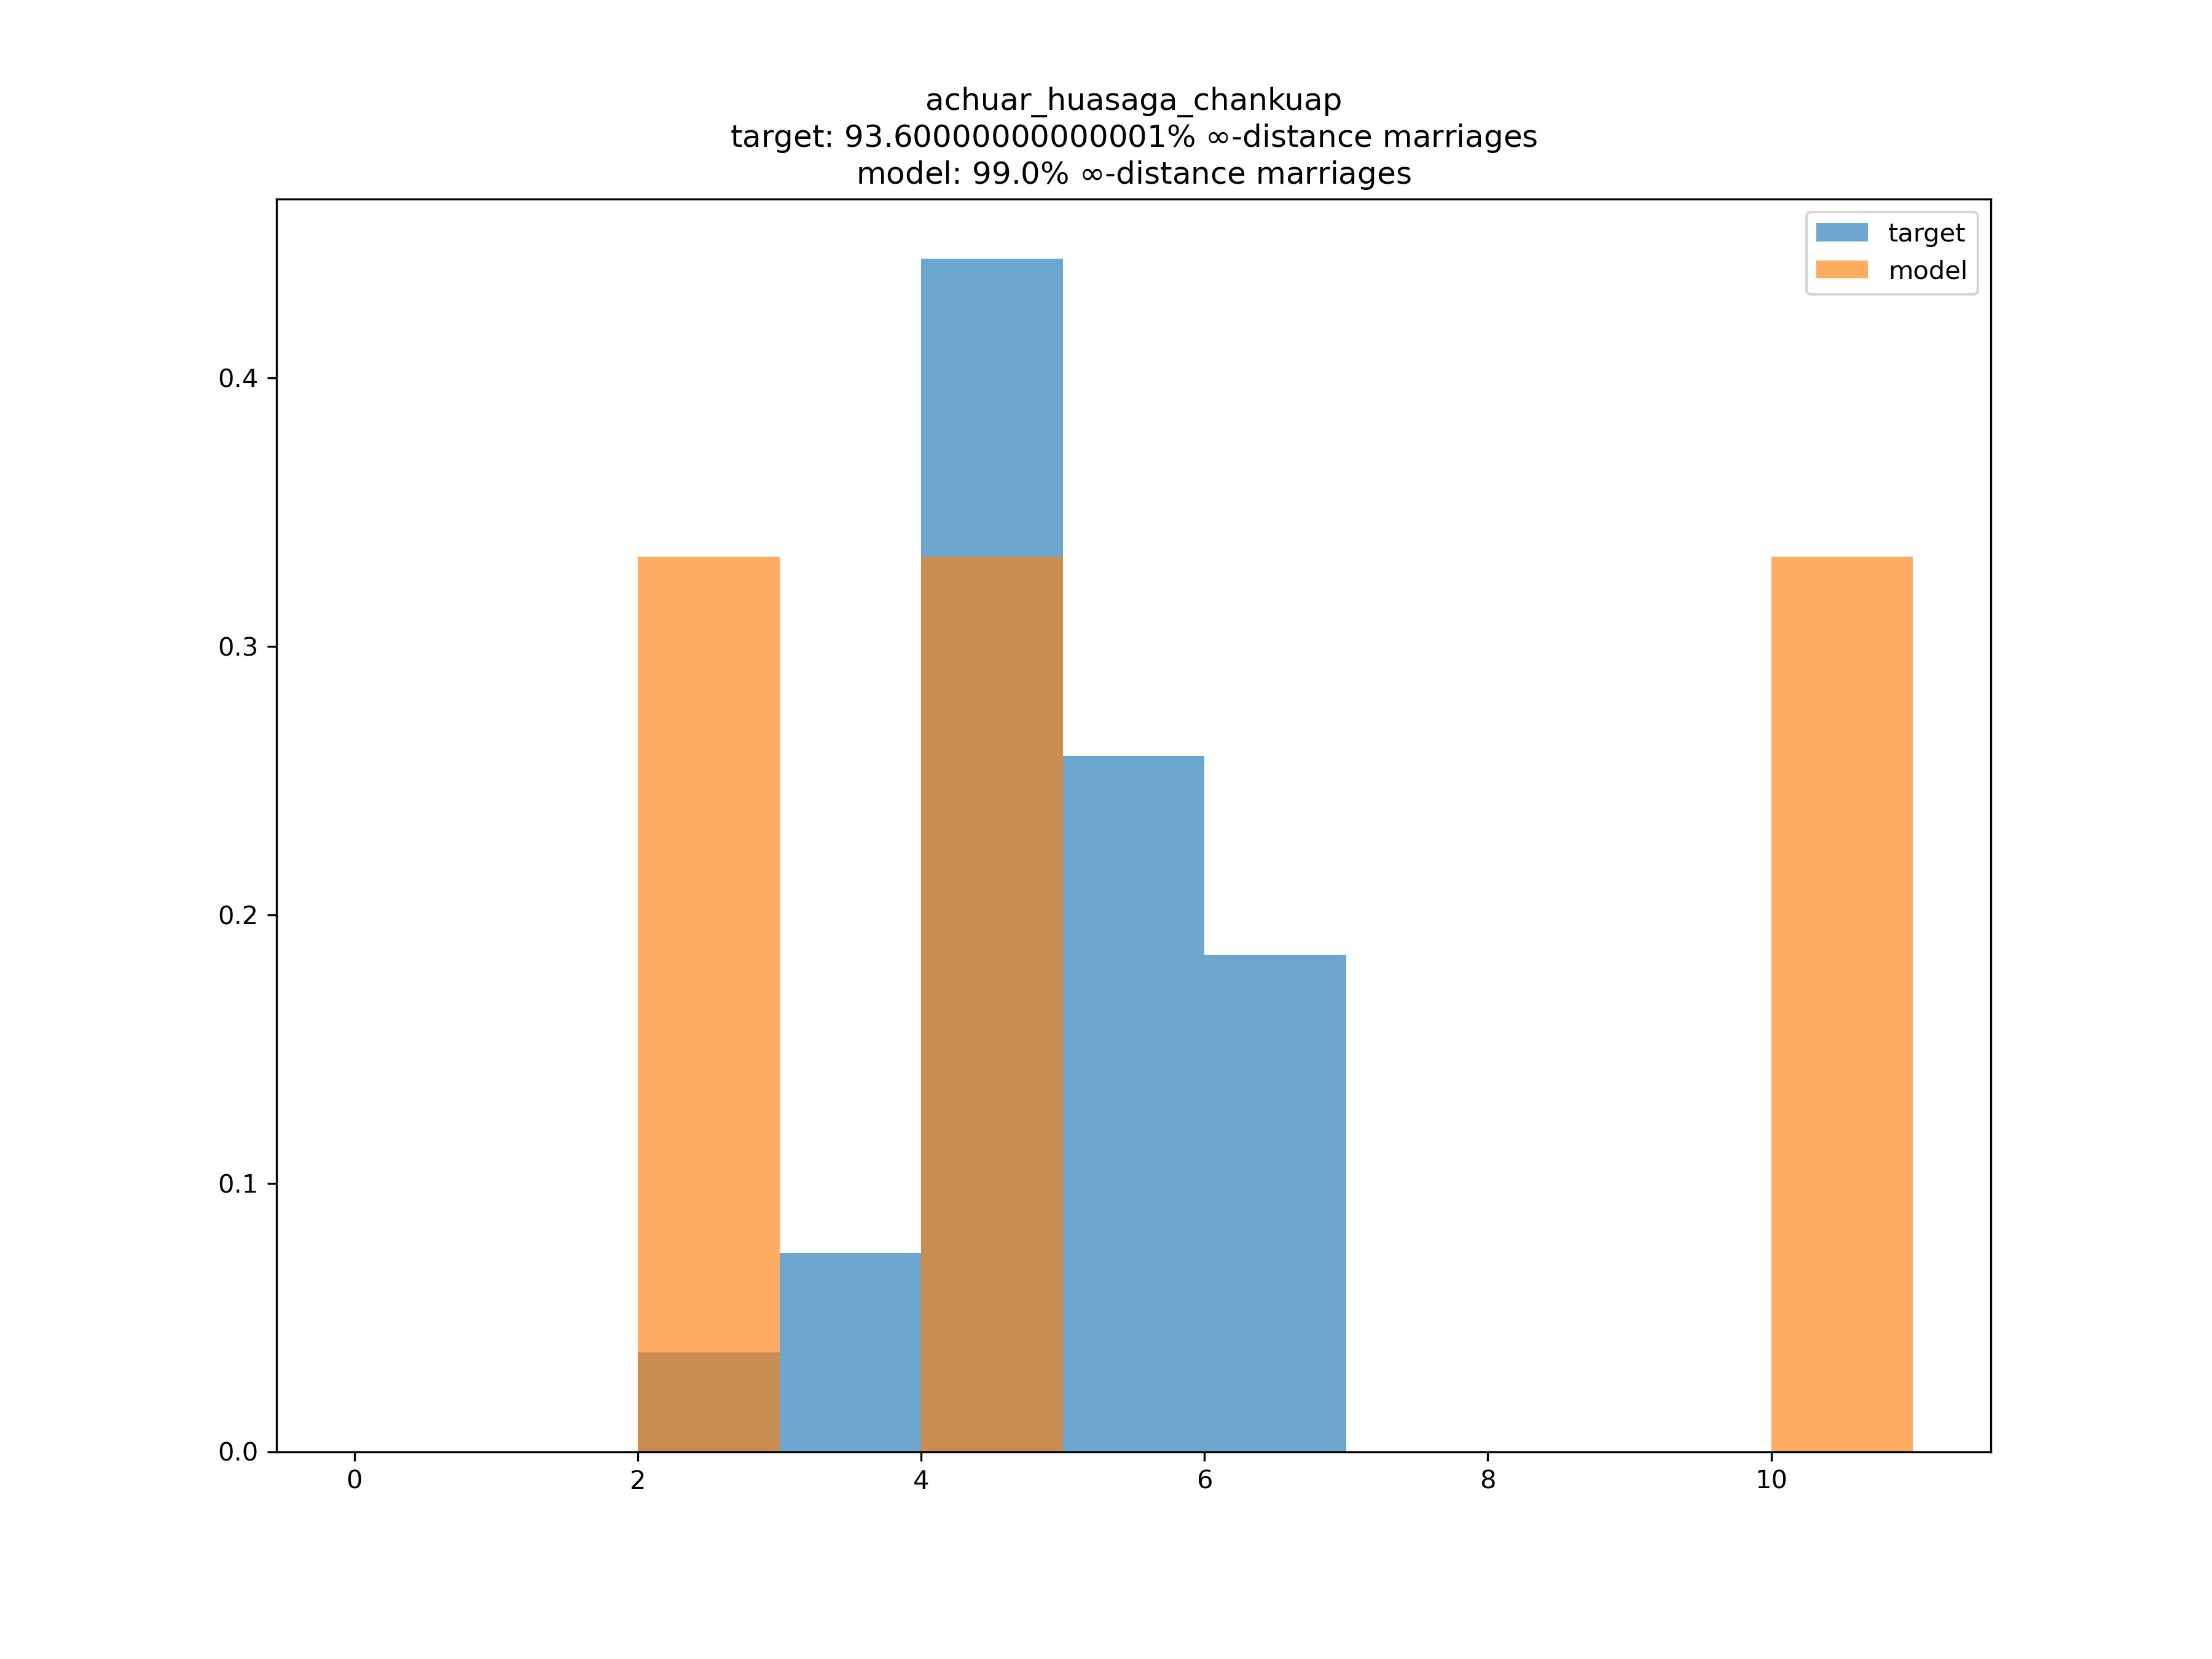 achuar_huasaga_chankuap
target: 93.60000000000001% ∞-distance marriages
model: 99.0% ∞-distance marriages
target
model
0.4
0.3
0.2
0.1
0.0
0 2 4 6 8 10